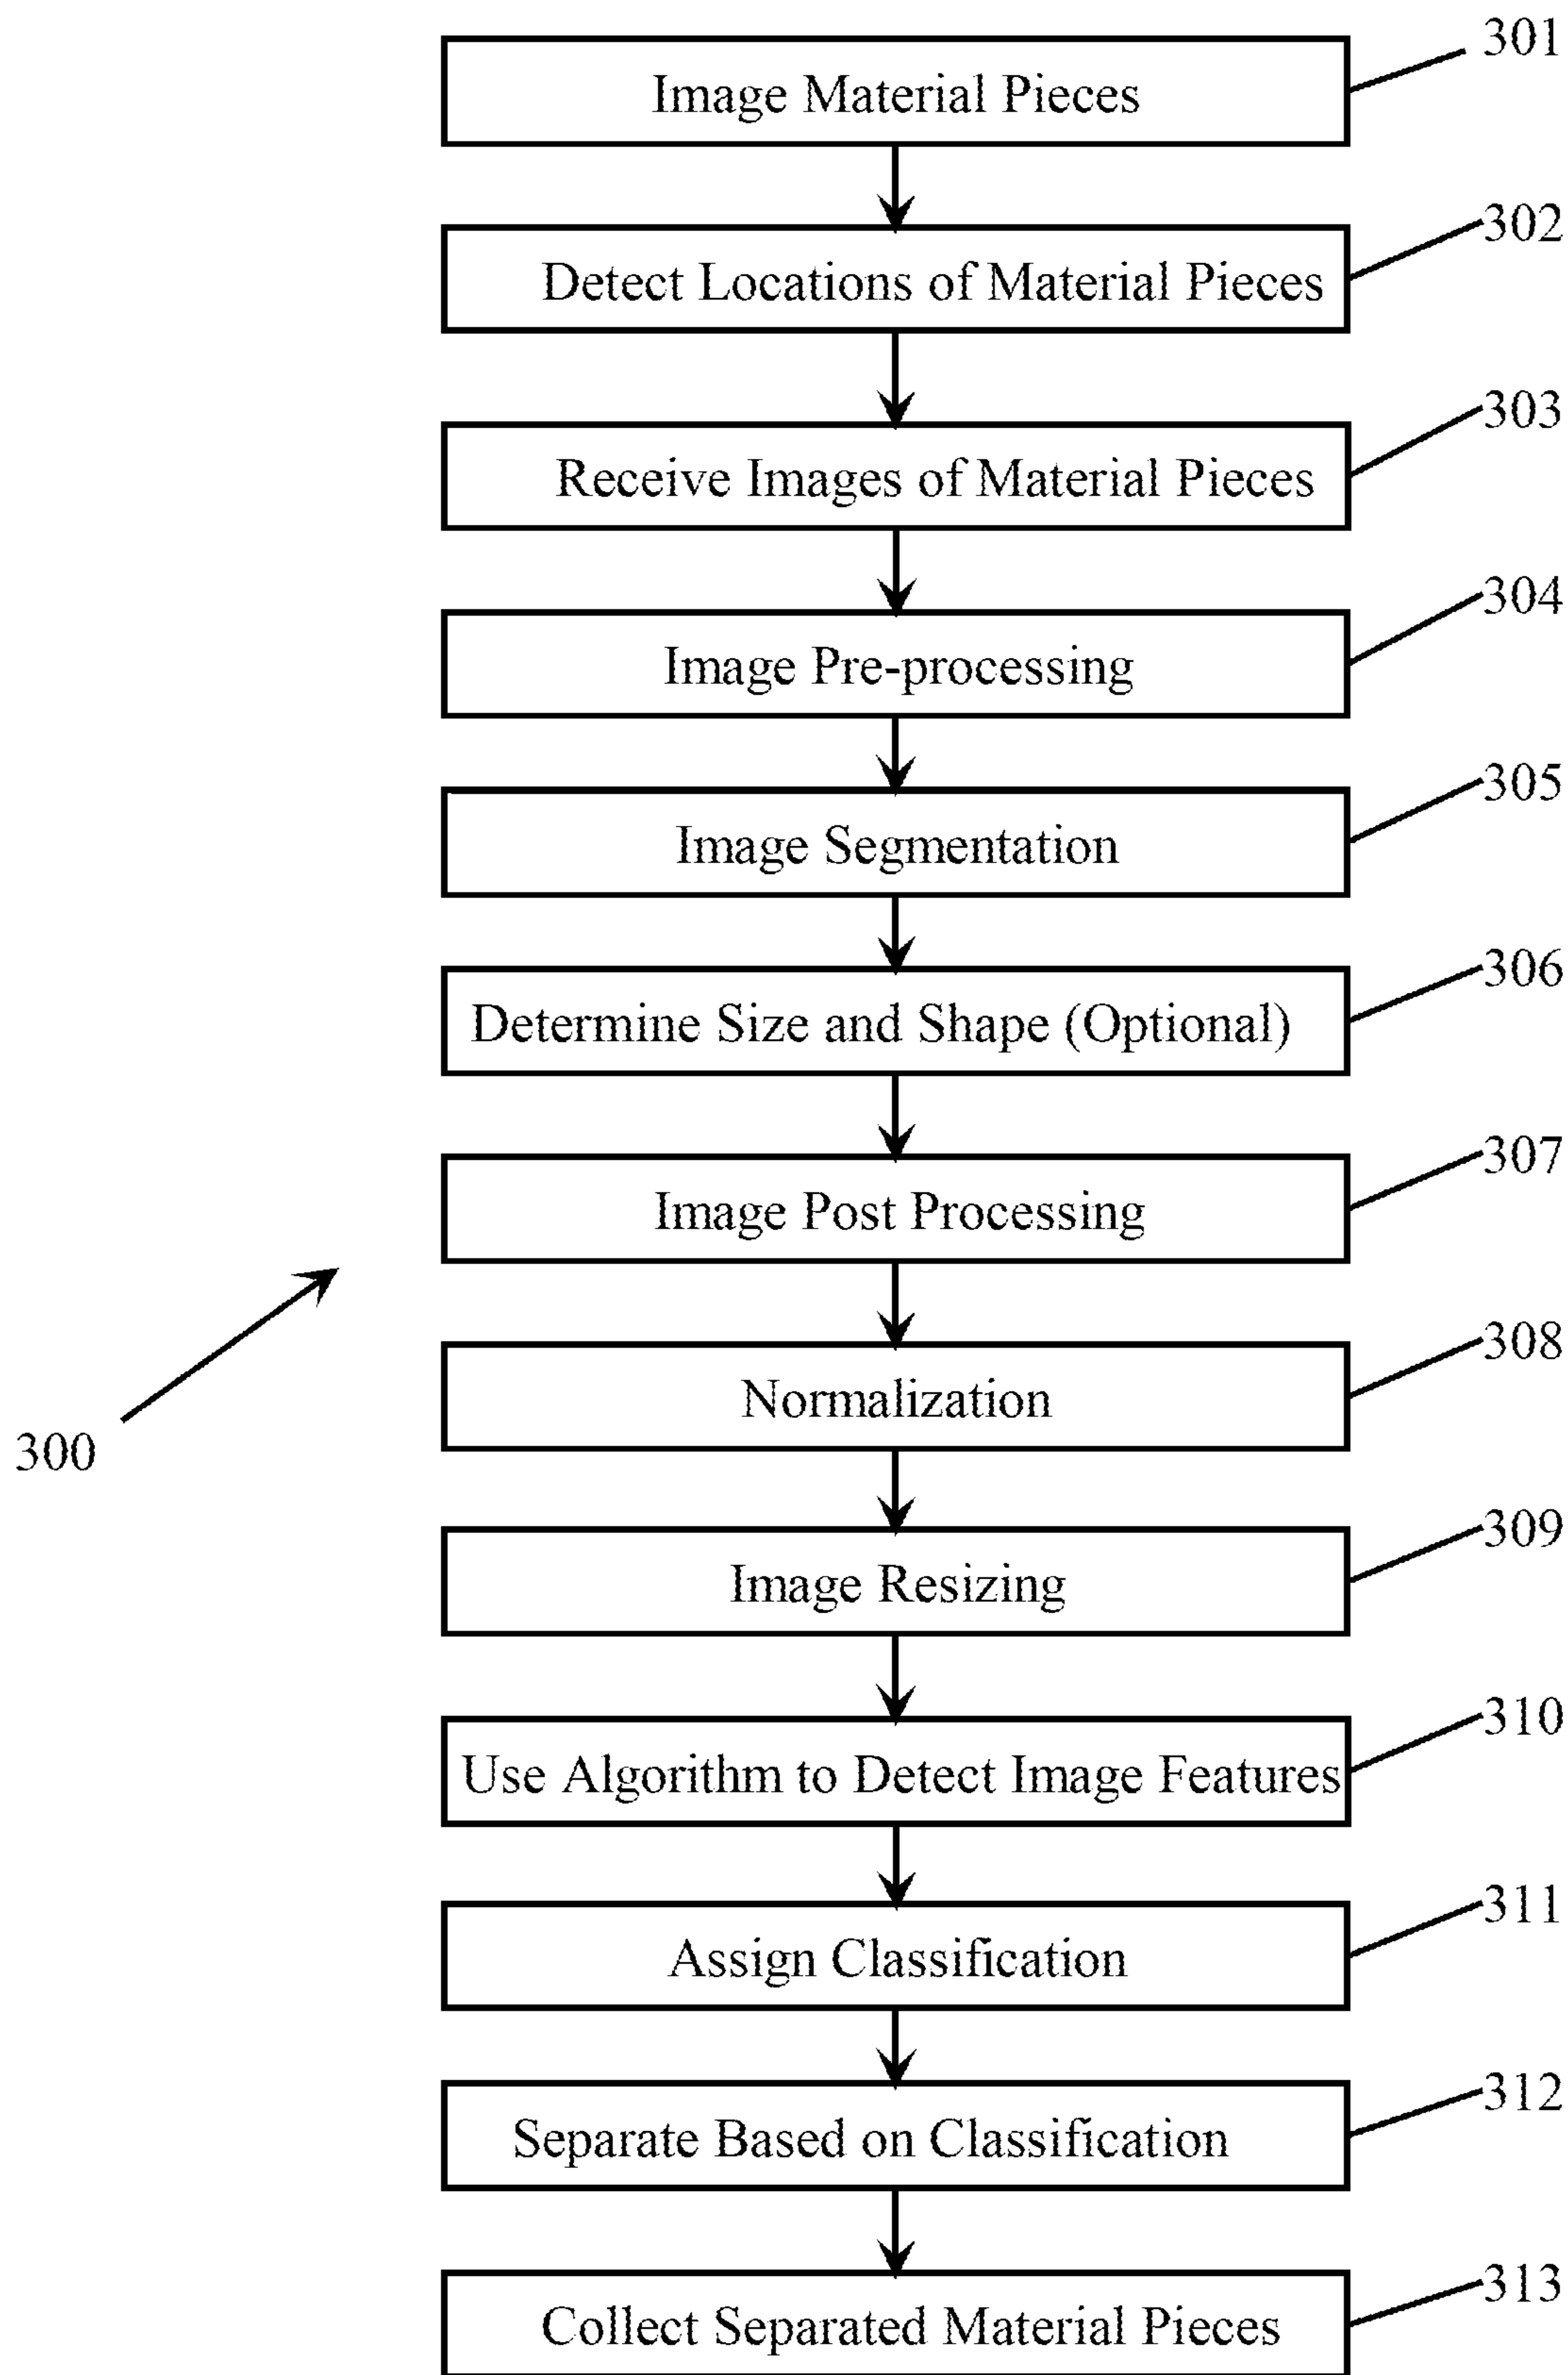 301
Image Material Pieces
302
Detect Locations of Material Pieces
303
Receive Images of Material Pieces
304
Image Pre-processing
305
Image Segmentation
306
Determine Size and Shape (Optional)
307
Image Post Processing
308
Normalization
300
309
Image Resizing
310
Use Algorithm to Detect Image Features
311
Assign Classification
312
Separate Based on Classification
313
Collect Separated Material Pieces